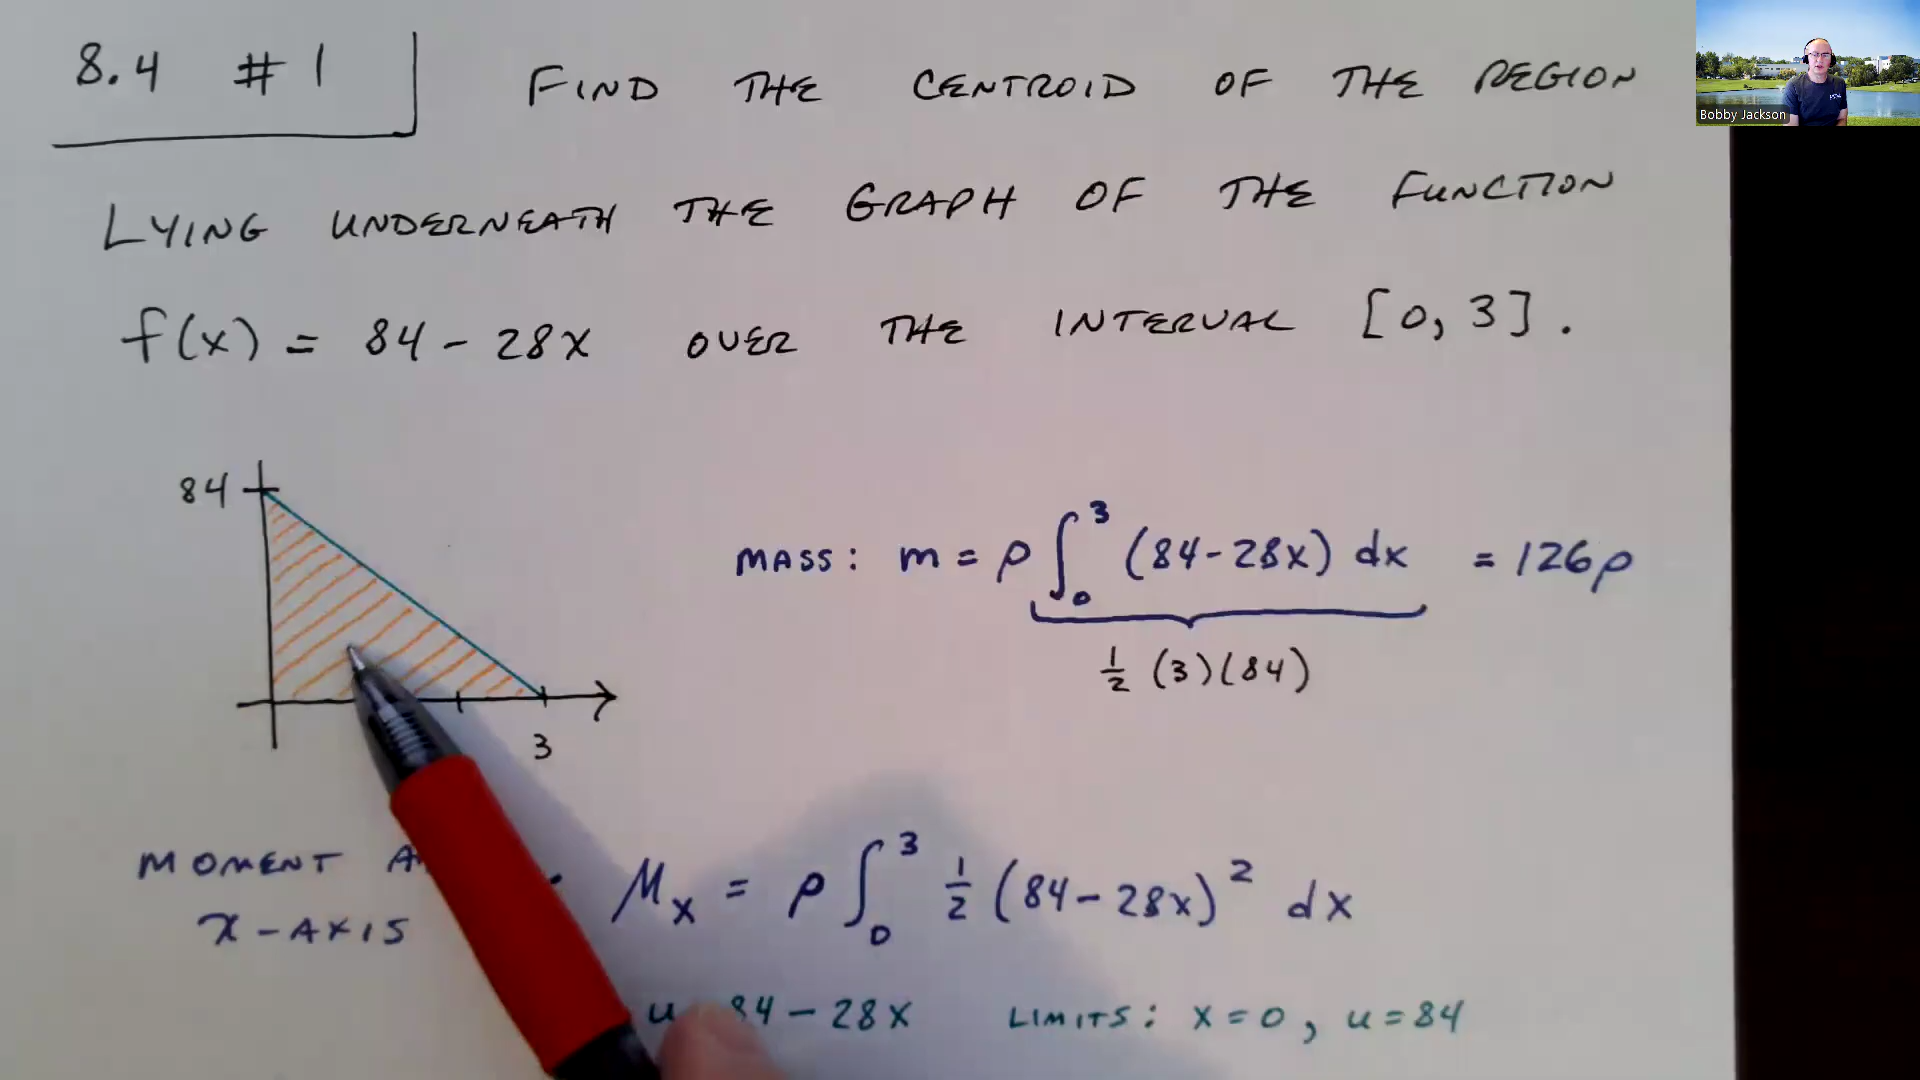 8.4 #1
FIND THE CENTROID OF THE REGION
LYING UNDERNEATH THE GRAPH OF THE FUNCTION
f(x) = 84 - 28x OVER THE INTERVAL [0, 3].
84
3
MASS: m = ρ ∫₀³ (84 - 28x) dx = 126ρ
½ (3)(84)
MOMENT
x-AXIS
Mₓ = ρ ∫₀³ ½ (84 - 28x)² dx
u 84 - 28x LIMITS: x = 0, u = 84
Bobby Jackson